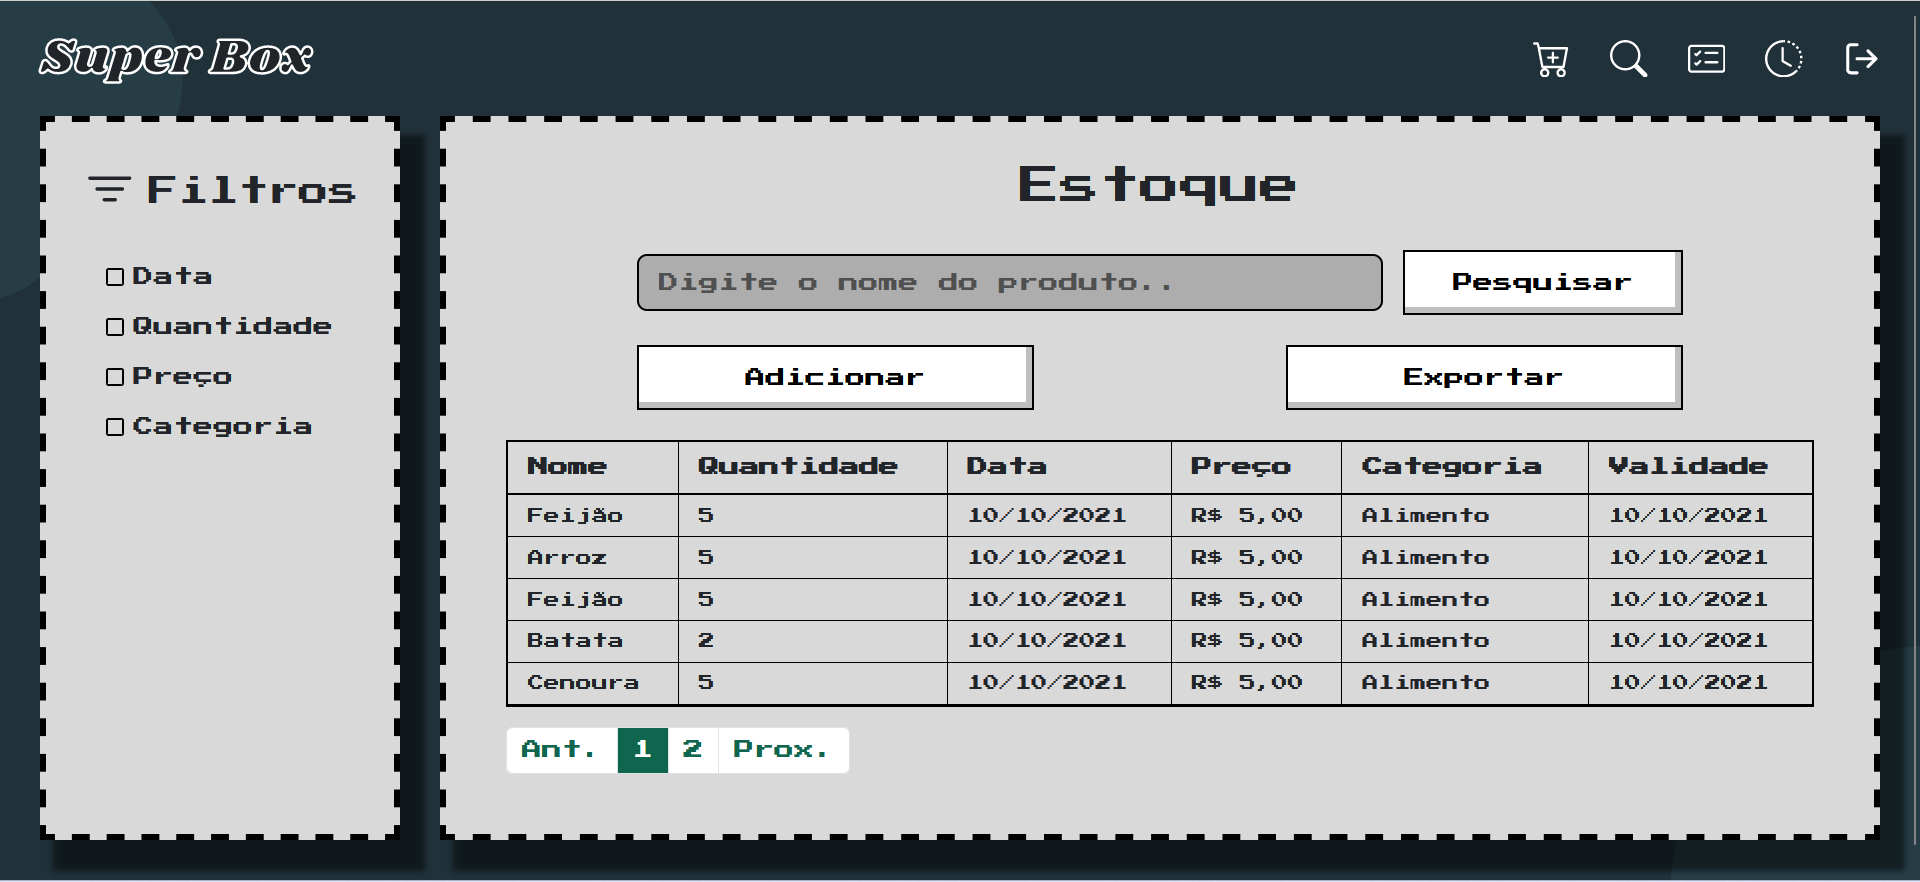 Super Box
Filtros
Data
Quantidade
Preço
Categoria
Estoque
Digite o nome do produto..
Pesquisar
Adicionar
Exportar
Nome Quantidade Data Preço Categoria Validade
Feijão 5 10/10/2021 R$ 5,00 Alimento 10/10/2021
Arroz 5 10/10/2021 R$ 5,00 Alimento 10/10/2021
Feijão 5 10/10/2021 R$ 5,00 Alimento 10/10/2021
Batata 2 10/10/2021 R$ 5,00 Alimento 10/10/2021
Cenoura 5 10/10/2021 R$ 5,00 Alimento 10/10/2021
Ant. 1 2 Prox.